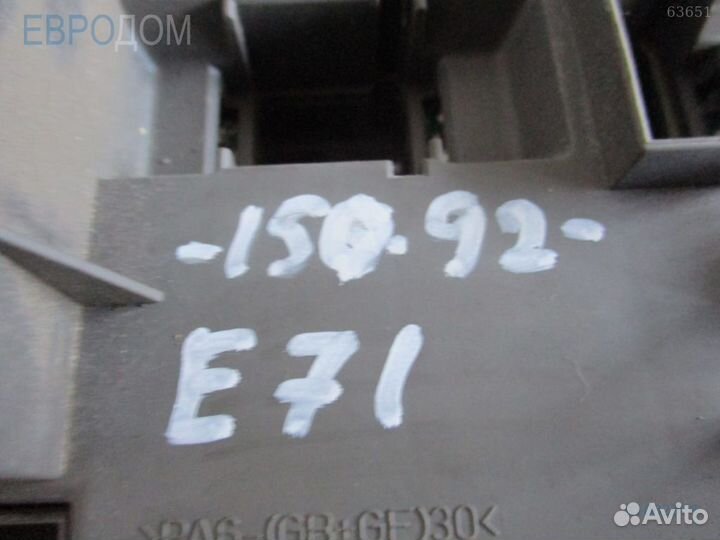 ЕВРОДОМ
63651
-150.92-
E71
>PA6-(GB+GF)30<
Avito